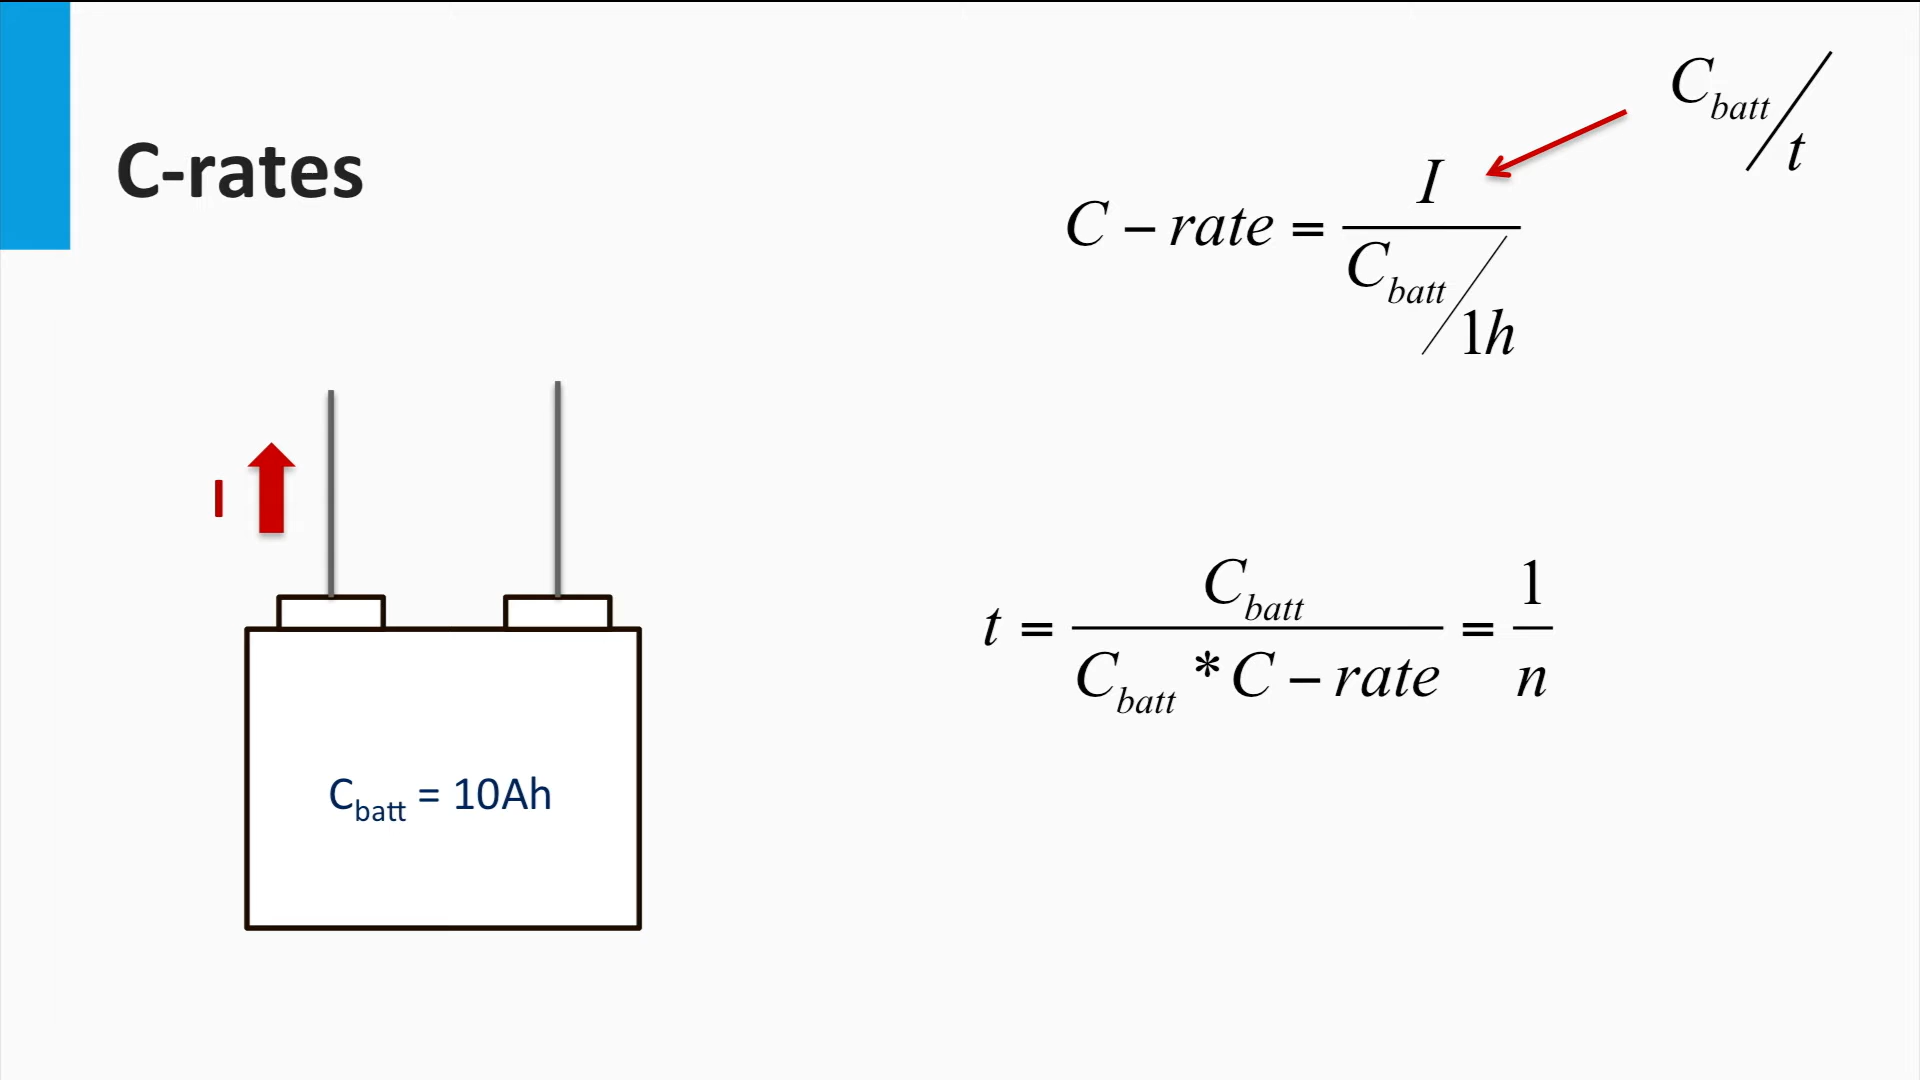 C-rates
C – rate = I / (C_batt / 1h)
C_batt / t
I
t = C_batt / (C_batt * C – rate) = 1 / n
C_batt = 10Ah